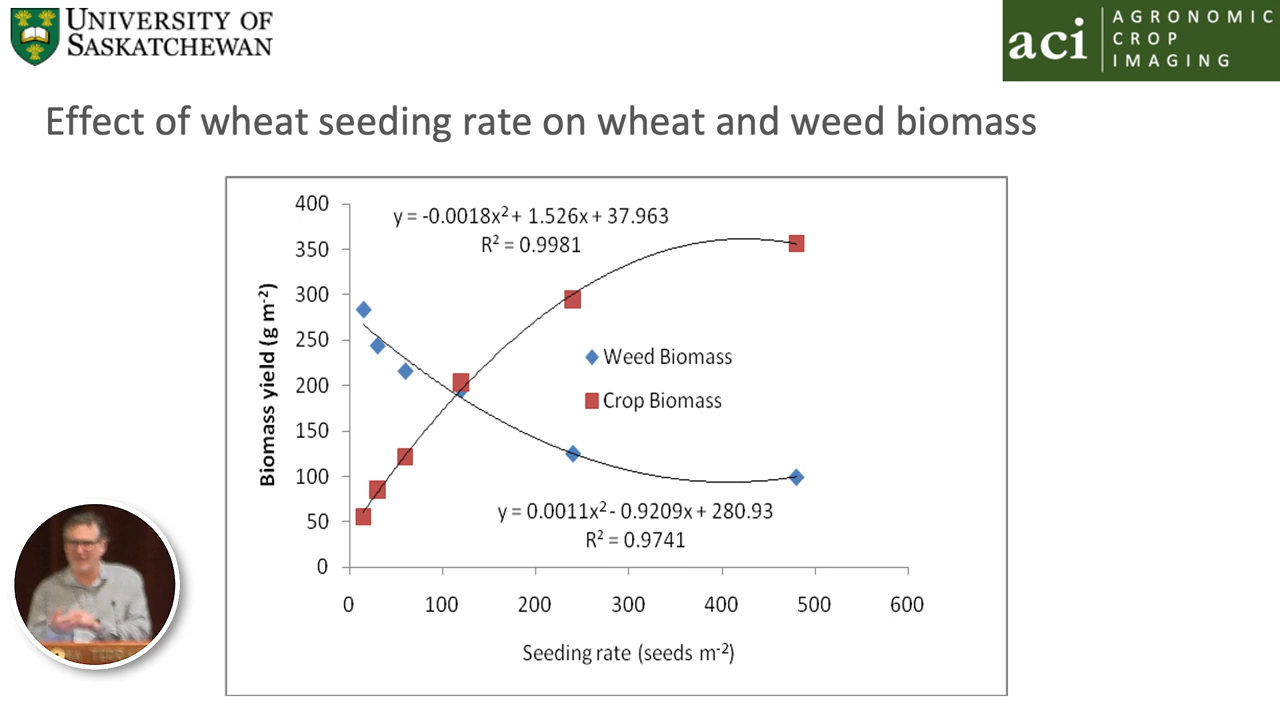 UNIVERSITY OF
SASKATCHEWAN
aci
AGRONOMIC
CROP
IMAGING
Effect of wheat seeding rate on wheat and weed biomass
400
350
300
250
200
150
100
50
0
Biomass yield (g m⁻²)
y = -0.0018x² + 1.526x + 37.963
R² = 0.9981
Weed Biomass
Crop Biomass
y = 0.0011x² - 0.9209x + 280.93
R² = 0.9741
0 100 200 300 400 500 600
Seeding rate (seeds m⁻²)